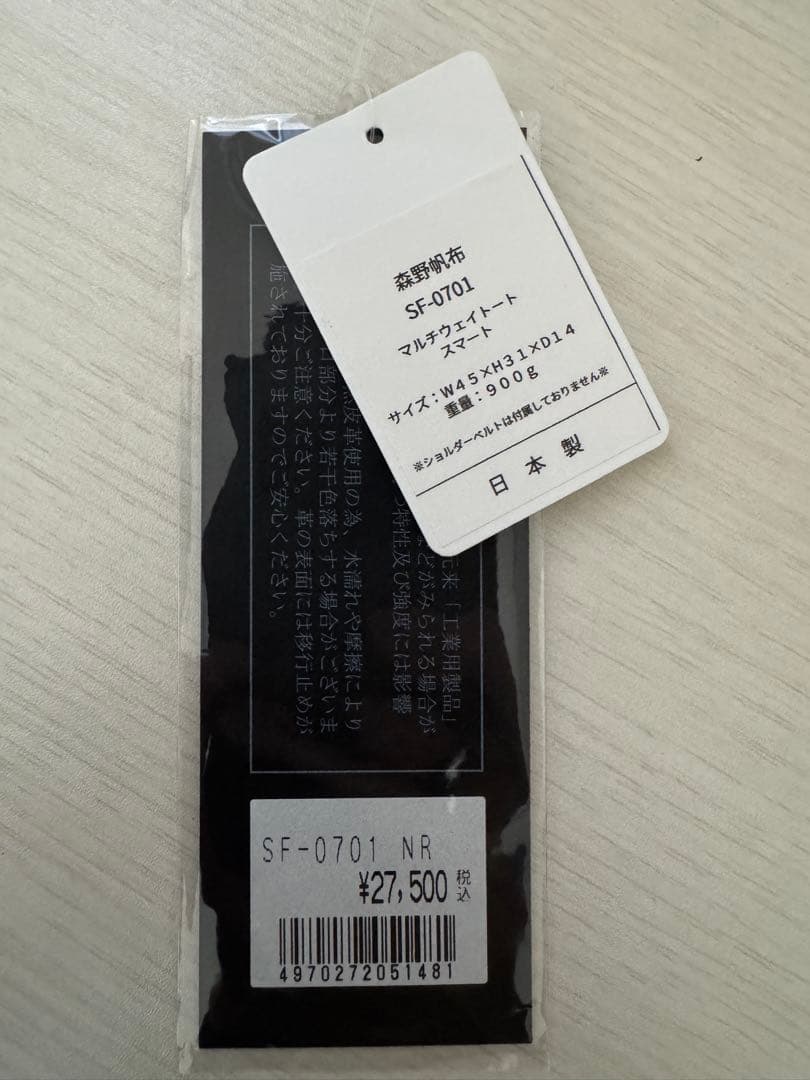 森野帆布
SF-0701
マルチウェイトート
スマート
サイズ：W45×H31×D14
重量：900g
※ショルダーベルトは付属しておりません※
日本製
元来「工業用製品」
などがみられる場合が
特性及び強度には影響
皮革使用の為、水濡れや摩擦により
口部分より若干色落ちする場合がございま
十分ご注意ください。革の表面には移行止めが
施されておりますのでご安心ください。
SF-0701 NR
¥27,500 税込
4970272051481